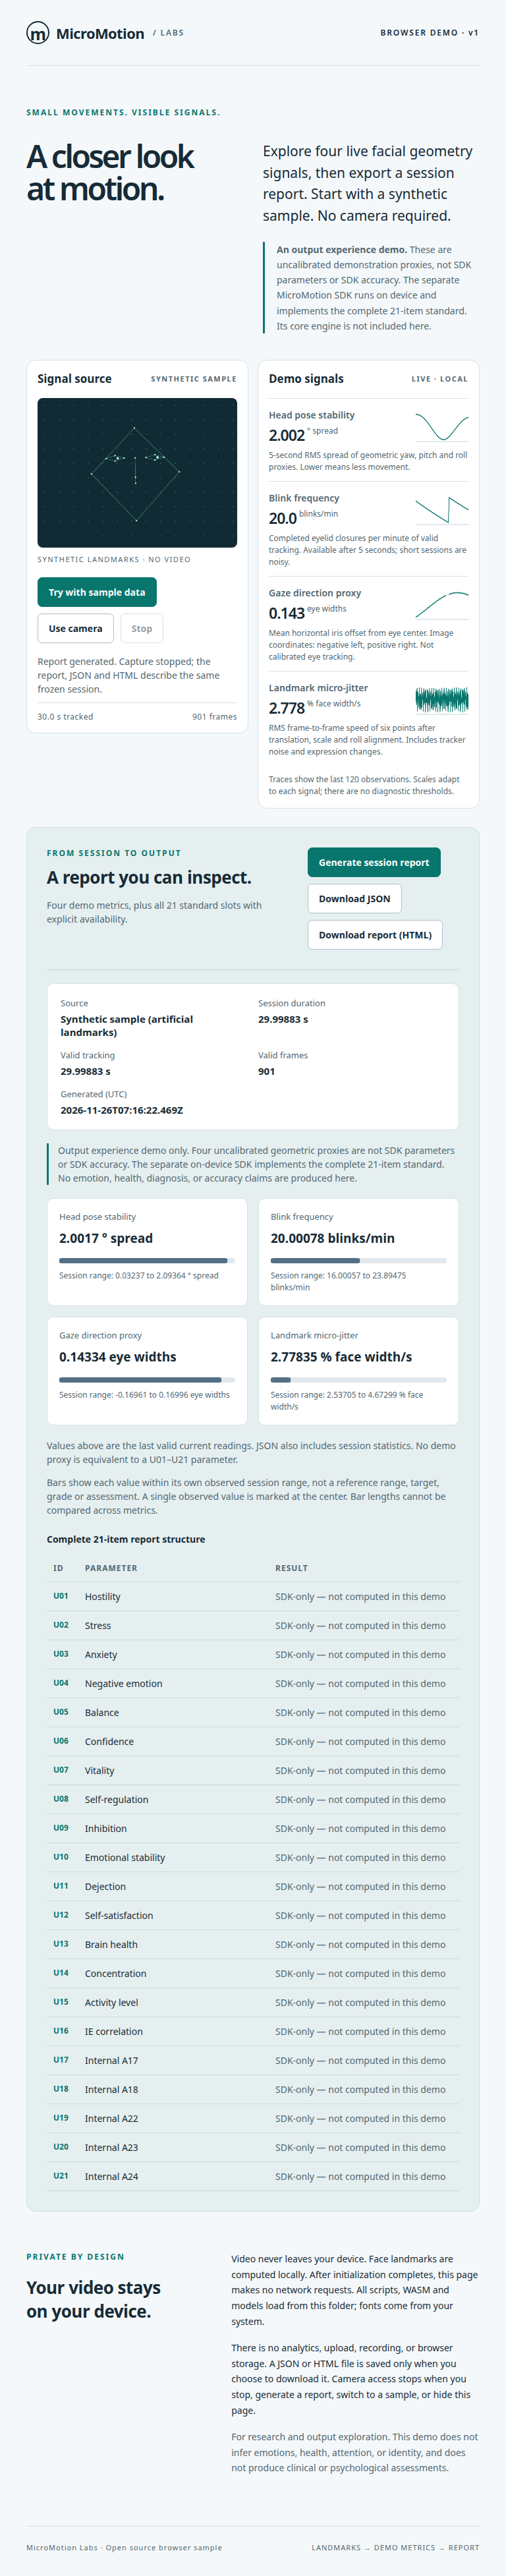 m MicroMotion / LABS
BROWSER DEMO · v1
SMALL MOVEMENTS. VISIBLE SIGNALS.
A closer look
at motion.
Explore four live facial geometry
signals, then export a session
report. Start with a synthetic
sample. No camera required.
An output experience demo. These are
uncalibrated demonstration proxies, not SDK
parameters or SDK accuracy. The separate
MicroMotion SDK runs on device and
implements the complete 21-item standard.
Its core engine is not included here.
Signal source
SYNTHETIC SAMPLE
SYNTHETIC LANDMARKS · NO VIDEO
Try with sample data
Use camera
Stop
Report generated. Capture stopped; the
report, JSON and HTML describe the same
frozen session.
30.0 s tracked
901 frames
Demo signals
LIVE · LOCAL
Head pose stability
2.002 ° spread
5-second RMS spread of geometric yaw, pitch and roll
proxies. Lower means less movement.
Blink frequency
20.0 blinks/min
Completed eyelid closures per minute of valid
tracking. Available after 5 seconds; short sessions are
noisy.
Gaze direction proxy
0.143 eye widths
Mean horizontal iris offset from eye center. Image
coordinates: negative left, positive right. Not
calibrated eye tracking.
Landmark micro-jitter
2.778 % face width/s
RMS frame-to-frame speed of six points after
translation, scale and roll alignment. Includes tracker
noise and expression changes.
Traces show the last 120 observations. Scales adapt
to each signal; there are no diagnostic thresholds.
FROM SESSION TO OUTPUT
A report you can inspect.
Four demo metrics, plus all 21 standard slots with
explicit availability.
Generate session report
Download JSON
Download report (HTML)
Source
Synthetic sample (artificial
landmarks)
Session duration
29.99883 s
Valid tracking
29.99883 s
Valid frames
901
Generated (UTC)
2026-11-26T07:16:22.469Z
Output experience demo only. Four uncalibrated geometric proxies are not SDK parameters
or SDK accuracy. The separate on-device SDK implements the complete 21-item standard.
No emotion, health, diagnosis, or accuracy claims are produced here.
Head pose stability
2.0017 ° spread
Session range: 0.03237 to 2.09364 ° spread
Blink frequency
20.00078 blinks/min
Session range: 16.00057 to 23.89475
blinks/min
Gaze direction proxy
0.14334 eye widths
Session range: -0.16961 to 0.16996 eye widths
Landmark micro-jitter
2.77835 % face width/s
Session range: 2.53705 to 4.67299 % face
width/s
Values above are the last valid current readings. JSON also includes session statistics. No demo
proxy is equivalent to a U01–U21 parameter.
Bars show each value within its own observed session range, not a reference range, target,
grade or assessment. A single observed value is marked at the center. Bar lengths cannot be
compared across metrics.
Complete 21-item report structure
ID PARAMETER RESULT
U01 Hostility SDK-only — not computed in this demo
U02 Stress SDK-only — not computed in this demo
U03 Anxiety SDK-only — not computed in this demo
U04 Negative emotion SDK-only — not computed in this demo
U05 Balance SDK-only — not computed in this demo
U06 Confidence SDK-only — not computed in this demo
U07 Vitality SDK-only — not computed in this demo
U08 Self-regulation SDK-only — not computed in this demo
U09 Inhibition SDK-only — not computed in this demo
U10 Emotional stability SDK-only — not computed in this demo
U11 Dejection SDK-only — not computed in this demo
U12 Self-satisfaction SDK-only — not computed in this demo
U13 Brain health SDK-only — not computed in this demo
U14 Concentration SDK-only — not computed in this demo
U15 Activity level SDK-only — not computed in this demo
U16 IE correlation SDK-only — not computed in this demo
U17 Internal A17 SDK-only — not computed in this demo
U18 Internal A18 SDK-only — not computed in this demo
U19 Internal A22 SDK-only — not computed in this demo
U20 Internal A23 SDK-only — not computed in this demo
U21 Internal A24 SDK-only — not computed in this demo
PRIVATE BY DESIGN
Your video stays
on your device.
Video never leaves your device. Face landmarks are
computed locally. After initialization completes, this page
makes no network requests. All scripts, WASM and
models load from this folder; fonts come from your
system.
There is no analytics, upload, recording, or browser
storage. A JSON or HTML file is saved only when you
choose to download it. Camera access stops when you
stop, generate a report, switch to a sample, or hide this
page.
For research and output exploration. This demo does not
infer emotions, health, attention, or identity, and does
not produce clinical or psychological assessments.
MicroMotion Labs · Open source browser sample
LANDMARKS → DEMO METRICS → REPORT